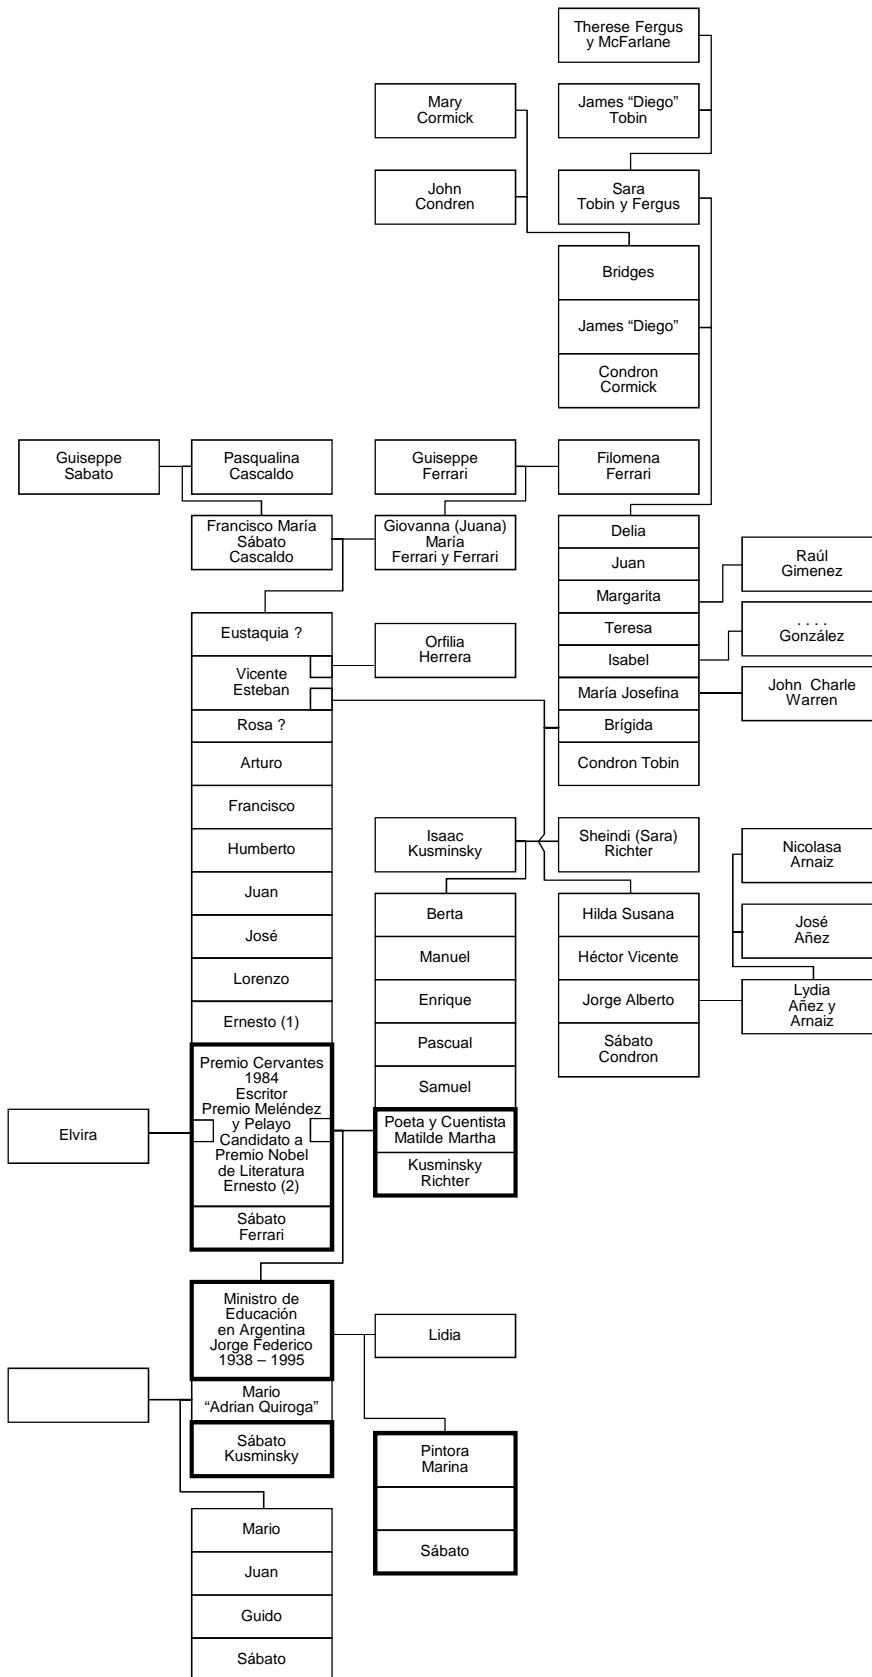 Therese Fergus
y McFarlane
Mary
Cormick
James “Diego”
Tobin
John
Condren
Sara
Tobin y Fergus
Bridges
James “Diego”
Condron
Cormick
Guiseppe
Sabato
Pasqualina
Cascaldo
Guiseppe
Ferrari
Filomena
Ferrari
Francisco María
Sábato
Cascaldo
Giovanna (Juana)
María
Ferrari y Ferrari
Delia
Juan
Margarita
Teresa
Isabel
María Josefina
Brígida
Condron Tobin
Raúl
Gimenez
. . . .
González
John Charle
Warren
Eustaquia ?
Vicente
Esteban
Rosa ?
Arturo
Francisco
Humberto
Juan
José
Lorenzo
Ernesto (1)
Premio Cervantes
1984
Escritor
Premio Meléndez
y Pelayo
Candidato a
Premio Nobel
de Literatura
Ernesto (2)
Sábato
Ferrari
Orfilia
Herrera
Isaac
Kusminsky
Sheindi (Sara)
Richter
Berta
Manuel
Enrique
Pascual
Samuel
Poeta y Cuentista
Matilde Martha
Kusminsky
Richter
Hilda Susana
Héctor Vicente
Jorge Alberto
Sábato
Condron
Nicolasa
Arnaiz
José
Añez
Lydia
Añez y
Arnaiz
Elvira
Ministro de
Educación
en Argentina
Jorge Federico
1938 – 1995
Mario
“Adrian Quiroga”
Sábato
Kusminsky
Lidia
Pintora
Marina
Sábato
Mario
Juan
Guido
Sábato